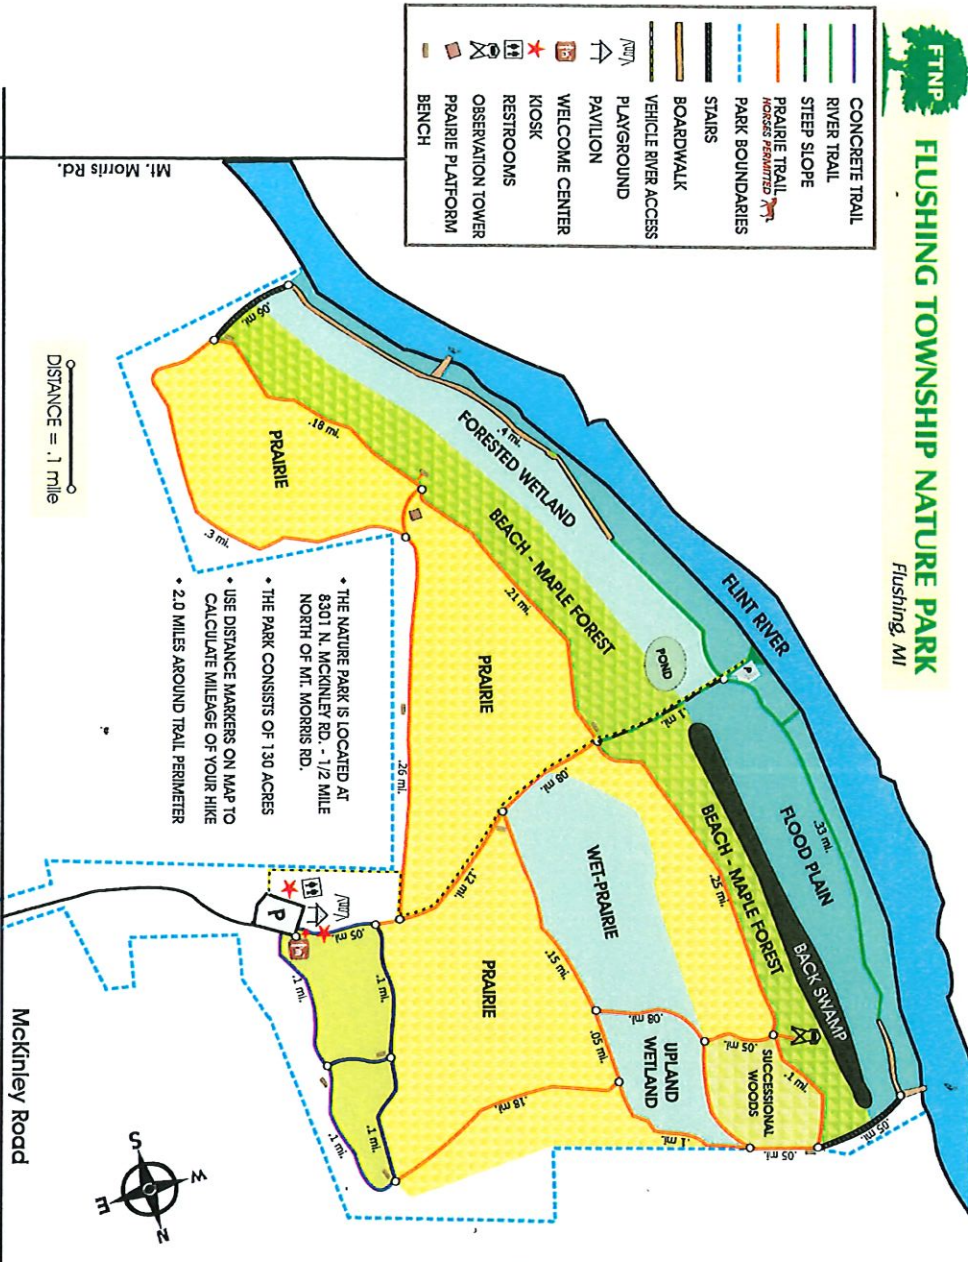 FTNP
FLUSHING TOWNSHIP NATURE PARK
Flushing, MI
CONCRETE TRAIL
RIVER TRAIL
STEEP SLOPE
PRAIRIE TRAIL
HORSES PERMITTED
PARK BOUNDARIES
STAIRS
BOARDWALK
VEHICLE RIVER ACCESS
PLAYGROUND
PAVILION
WELCOME CENTER
KIOSK
RESTROOMS
OBSERVATION TOWER
PRAIRIE PLATFORM
BENCH
Mt. Morris Rd.
FLINT RIVER
FLOOD PLAIN
.33 mi.
BACK SWAMP
.4 mi.
FORESTED WETLAND
POND
P
.1 mi.
BEACH - MAPLE FOREST
BEACH - MAPLE FOREST
.06 mi.
.18 mi.
.21 mi.
.25 mi.
.05 mi.
PRAIRIE
.3 mi.
PRAIRIE
.26 mi.
.08 mi.
.12 mi.
WET-PRAIRIE
.15 mi.
.08 mi.
.05 mi.
.05 mi.
UPLAND
WETLAND
SUCCESSIONAL
WOODS
.1 mi.
.05 mi.
.1 mi.
.18 mi.
PRAIRIE
P
.05 mi.
.1 mi.
.1 mi.
.1 mi.
.1 mi.
• THE NATURE PARK IS LOCATED AT
8301 N. MCKINLEY RD. - 1/2 MILE
NORTH OF MT. MORRIS RD.
• THE PARK CONSISTS OF 130 ACRES
• USE DISTANCE MARKERS ON MAP TO
CALCULATE MILEAGE OF YOUR HIKE
• 2.0 MILES AROUND TRAIL PERIMETER
DISTANCE = .1 mile
McKinley Road
N
W
S
E